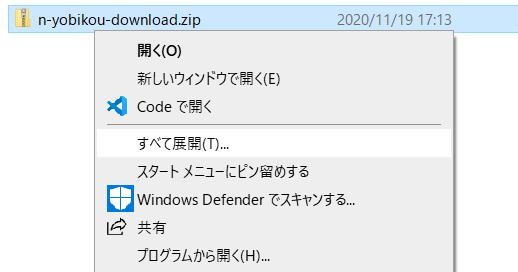 n-yobikou-download.zip 2020/11/19 17:13
開く(O)
新しいウィンドウで開く(E)
Code で開く
すべて展開(T)...
スタート メニューにピン留めする
Windows Defender でスキャンする...
共有
プログラムから開く(H)...